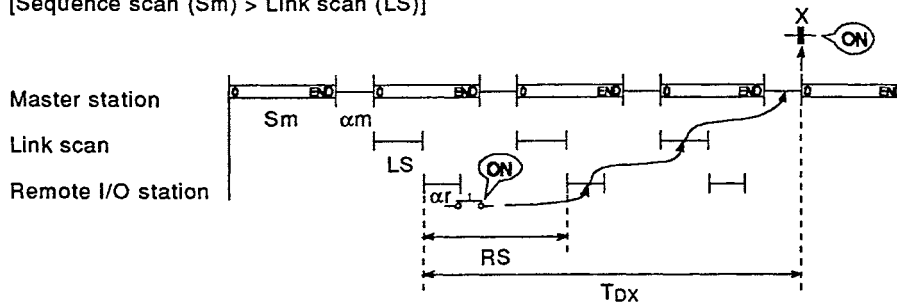 [Sequence scan (Sm) > Link scan (LS)]
X
ON
Master station
0 END 0 END 0 END 0 END 0 EN
Sm αm
Link scan
LS
ON
Remote I/O station
αr
RS
TDX